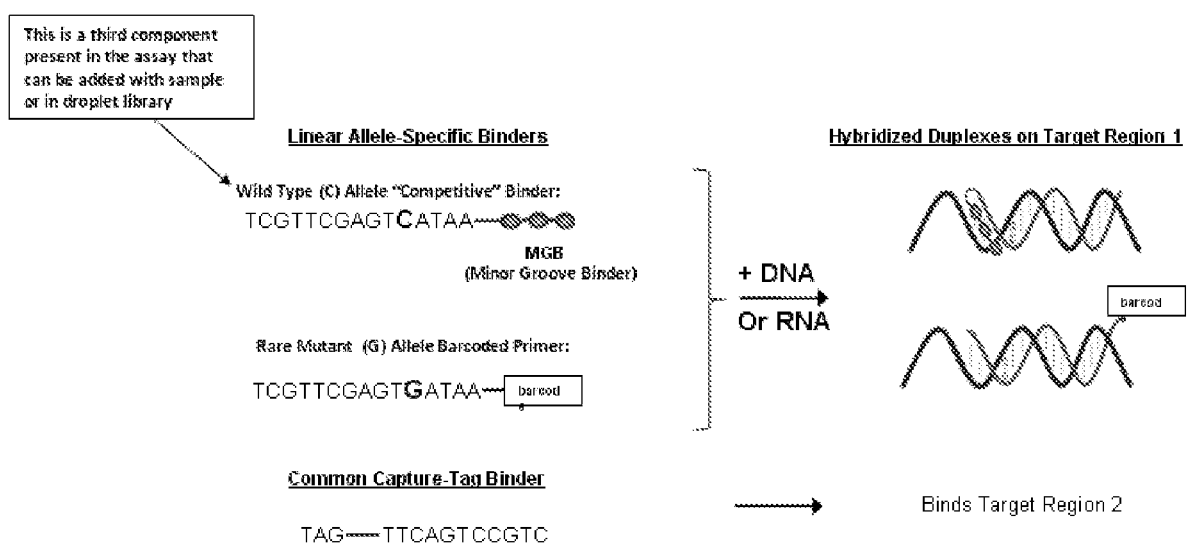 This is a third component
present in the assay that
can be added with sample
or in droplet library
Linear Allele-Specific Binders
Hybridized Duplexes on Target Region 1
Wild Type (C) Allele "Competitive" Binder:
TCGTTCGAGTCATAA
MGB
(Minor Groove Binder)
+ DNA
Or RNA
barcod
Rare Mutant (G) Allele Barcoded Primer:
TCGTTCGAGTGATAA
barcod
e
Common Capture-Tag Binder
Binds Target Region 2
TAG TTCAGTCCGTC